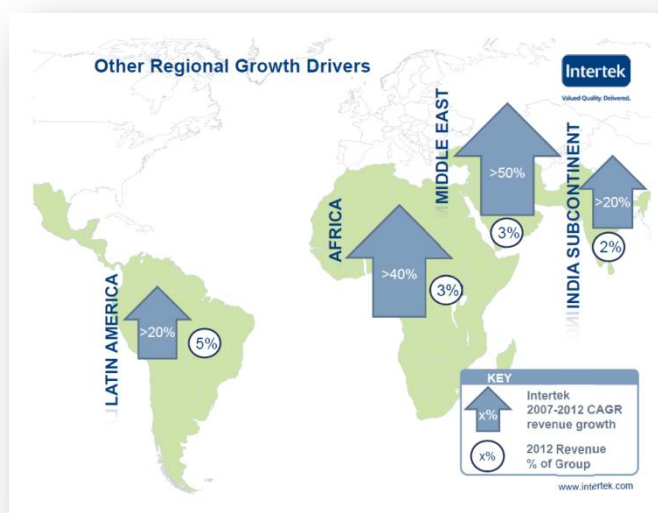 Other Regional Growth Drivers
Intertek
Valued Quality. Delivered.
MIDDLE EAST
>50%
3%
INDIA SUBCONTINENT
>20%
2%
AFRICA
>40%
3%
LATIN AMERICA
>20%
5%
KEY
x%
Intertek
2007-2012 CAGR
revenue growth
x%
2012 Revenue
% of Group
www.intertek.com